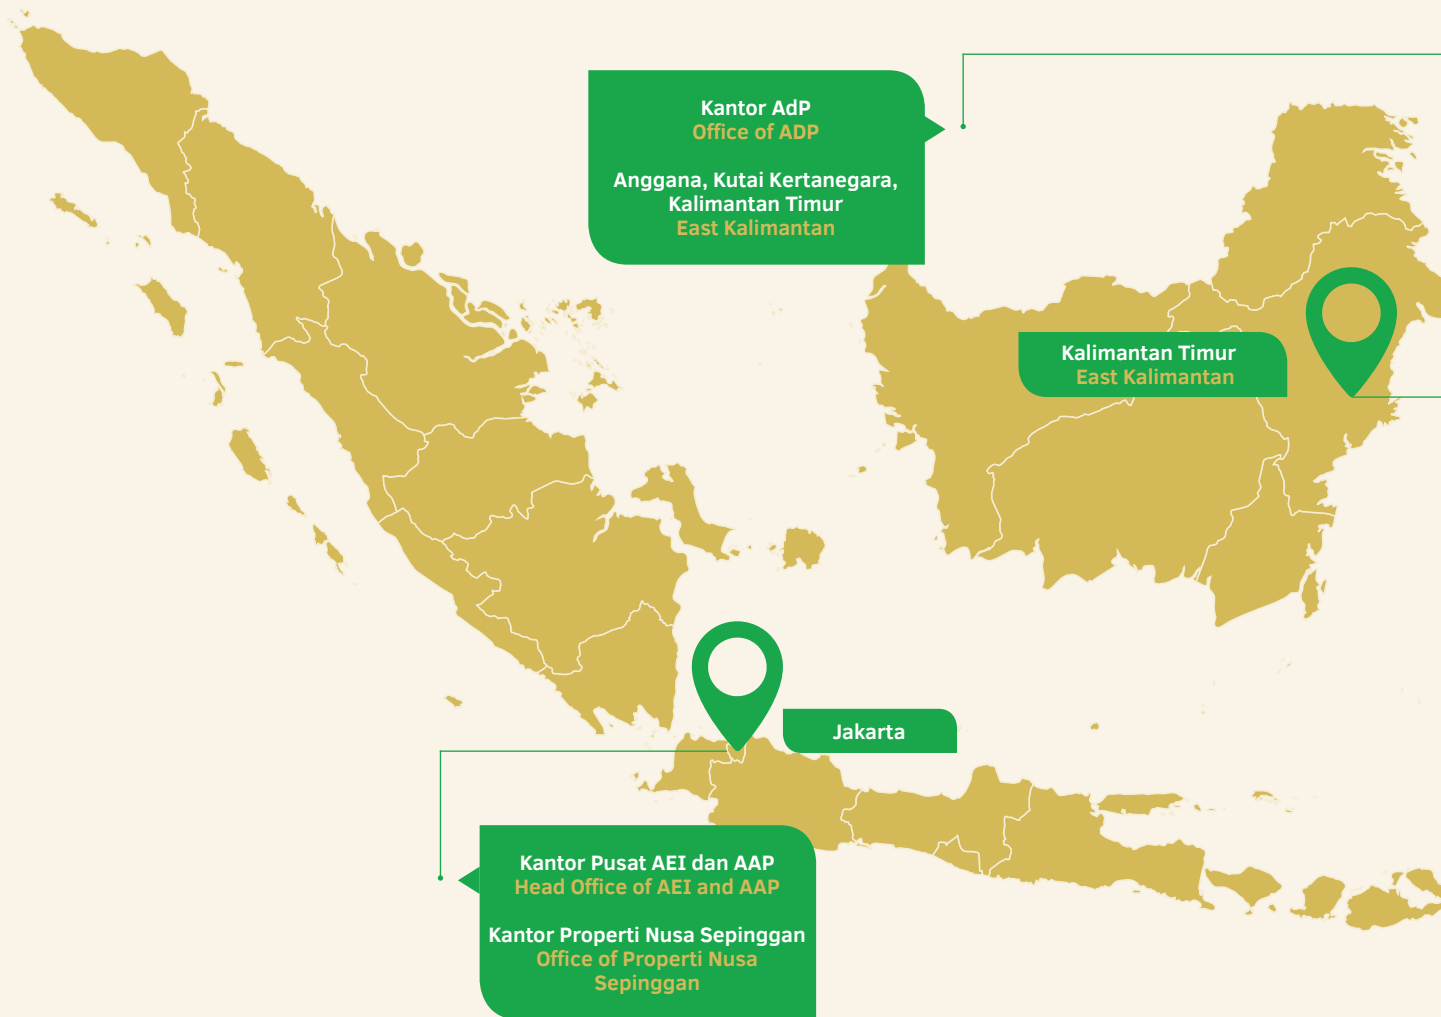 Kantor AdP
Office of ADP
Anggana, Kutai Kertanegara,
Kalimantan Timur
East Kalimantan
Kalimantan Timur
East Kalimantan
Jakarta
Kantor Pusat AEI dan AAP
Head Office of AEI and AAP
Kantor Properti Nusa Sepinggan
Office of Properti Nusa
Sepinggan